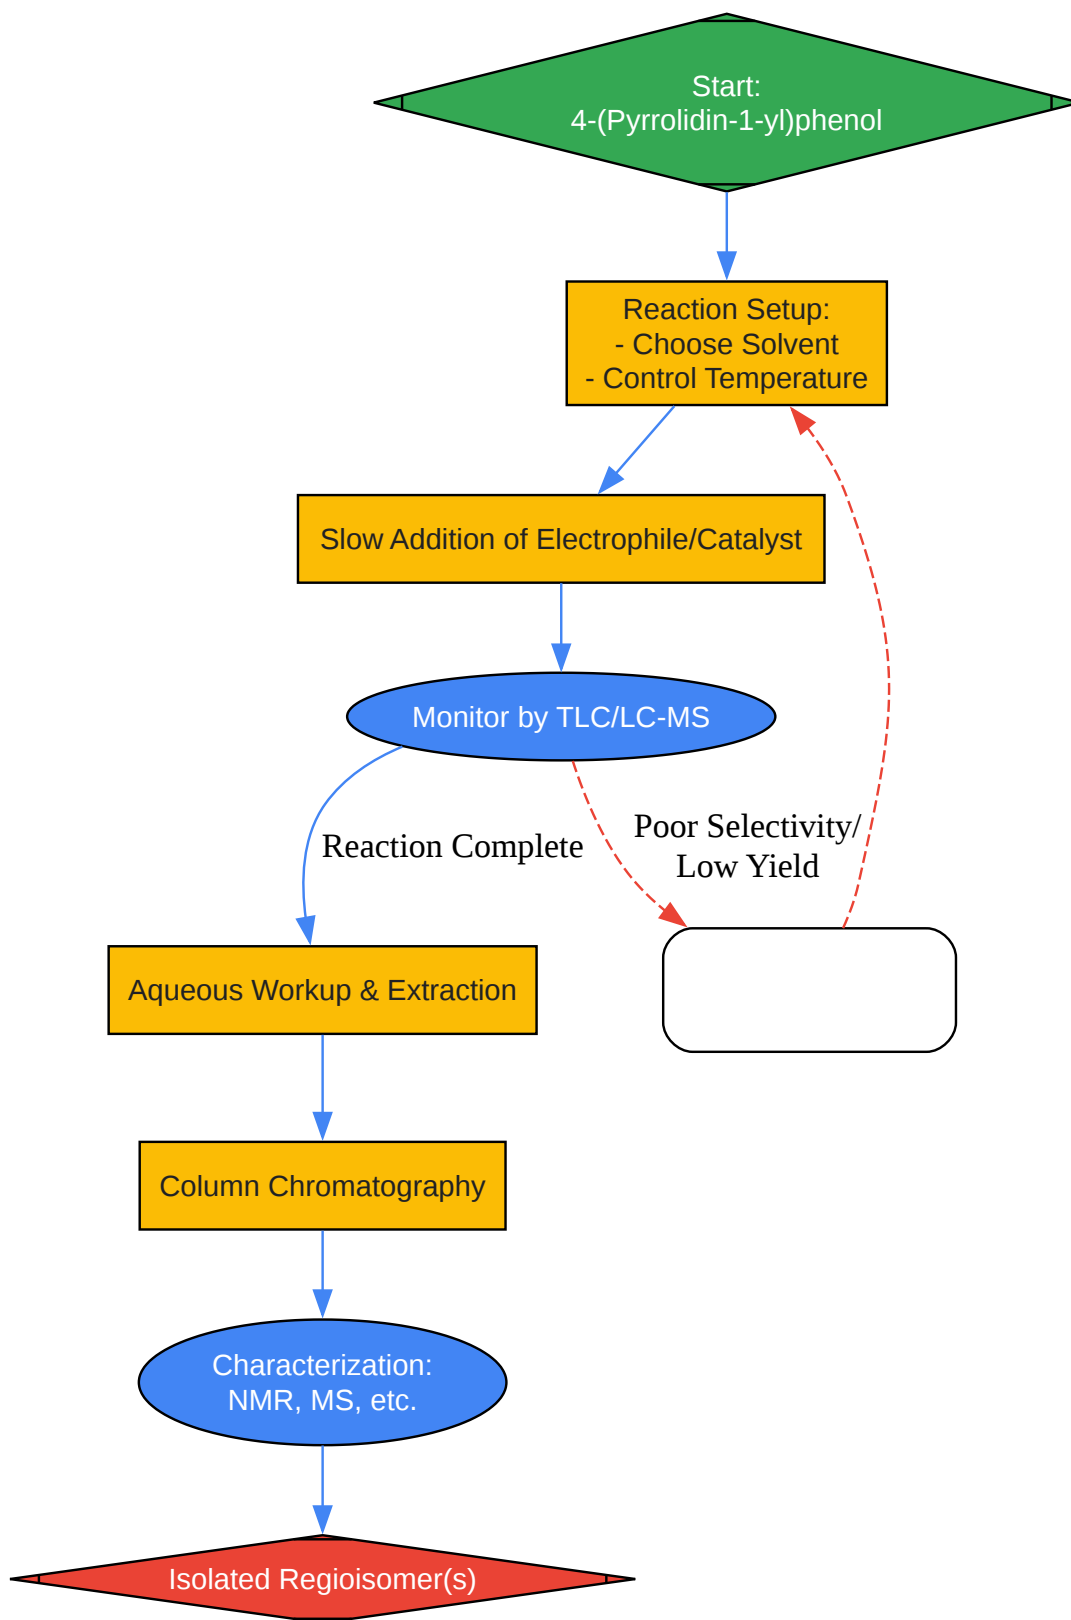 Start:
4-(Pyrrolidin-1-yl)phenol
Reaction Setup:
- Choose Solvent
- Control Temperature
Slow Addition of Electrophile/Catalyst
Monitor by TLC/LC-MS
Reaction Complete
Poor Selectivity/
Low Yield
Aqueous Workup & Extraction
Column Chromatography
Characterization:
NMR, MS, etc.
Isolated Regioisomer(s)